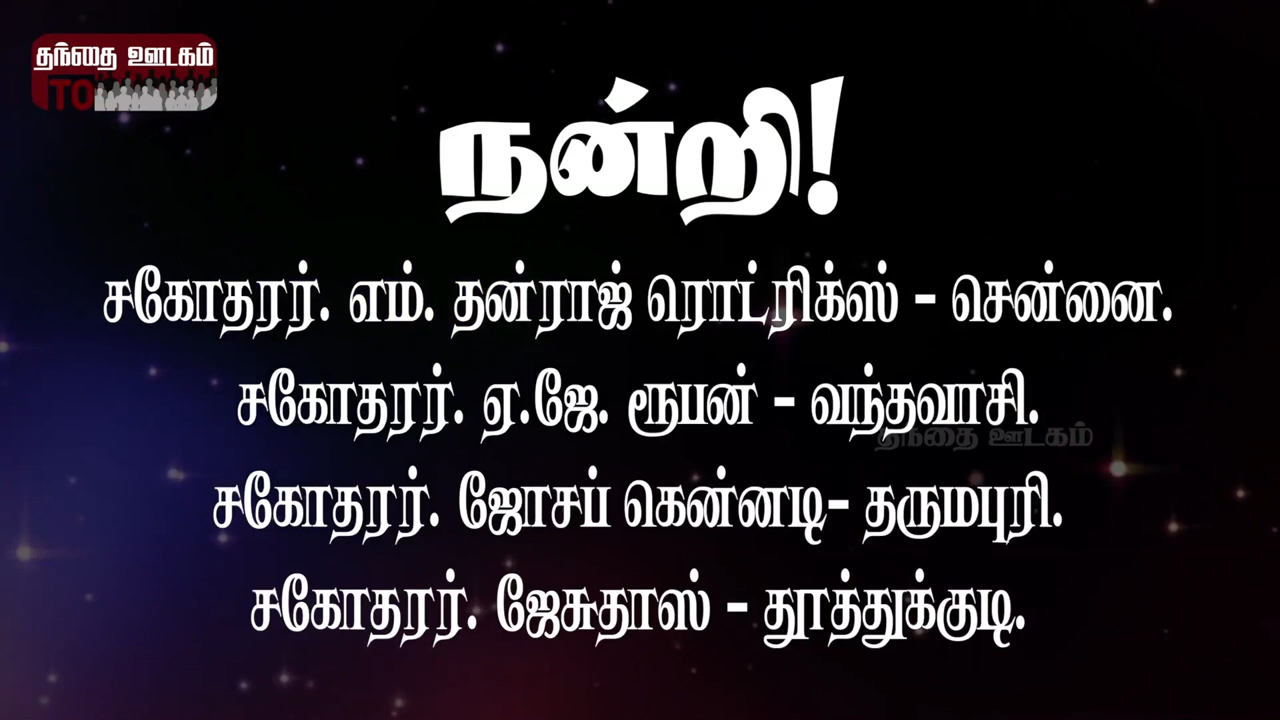 தந்தை ஊடகம்
TO
நன்றி!
சகோதரர். எம். தன்ராஜ் ரொட்ரிக்ஸ் - சென்னை.
சகோதரர். ஏ.ஜே. ரூபன் - வந்தவாசி.
தந்தை ஊடகம்
சகோதரர். ஜோசப் கென்னடி- தருமபுரி.
சகோதரர். ஜேசுதாஸ் - தூத்துக்குடி.